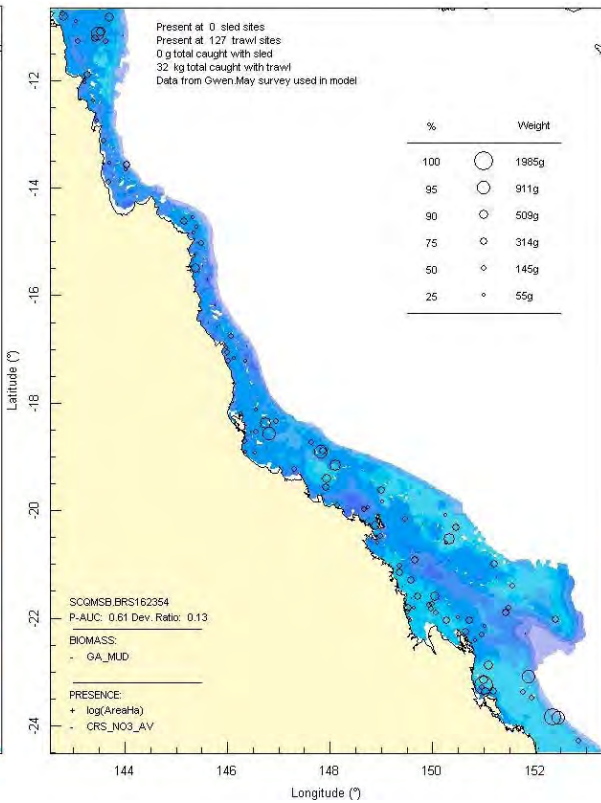 Present at 0 sled sites
Present at 127 trawl sites
0 g total caught with sled
32 kg total caught with trawl
Data from Gwen.May survey used in model
% Weight
100 1985g
95 911g
90 509g
75 314g
50 145g
25 55g
-12
-14
-16
-18
-20
-22
-24
Latitude (°)
SCQMSB.BRS162354
P-AUC: 0.61 Dev. Ratio: 0.13
BIOMASS:
- GA_MUD
PRESENCE:
+ log(AreaHa)
- CRS_NO3_AV
144 146 148 150 152
Longitude (°)